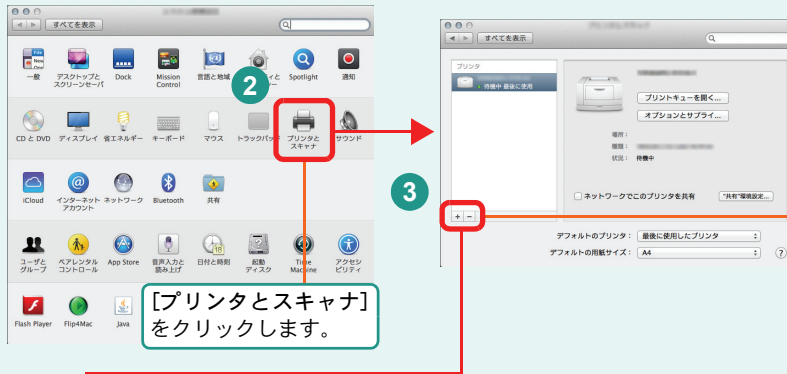 すべてを表示
File
New
One
一般
デスクトップと
スクリーンセーバ
Dock
Mission
Control
言語と地域
ィと
ー
Spotlight
通知
2
CD と DVD
ディスプレイ
省エネルギー
キーボード
マウス
トラックパッド
プリンタと
スキャナ
サウンド
iCloud
インターネット
アカウント
ネットワーク
Bluetooth
共有
ユーザと
グループ
ペアレンタル
コントロール
App Store
音声入力と
読み上げ
18
日付と時刻
起動
ディスク
Time
Machine
アクセシ
ビリティ
Flash Player
Flip4Mac
Java
[プリンタとスキャナ]
をクリックします。
すべてを表示
プリンタ
待機中 最後に使用
プリントキューを開く...
オプションとサプライ...
場所：
種類：
状況： 待機中
3
ネットワークでこのプリンタを共有
"共有"環境設定...
+ −
デフォルトのプリンタ： 最後に使用したプリンタ
デフォルトの用紙サイズ： A4
?